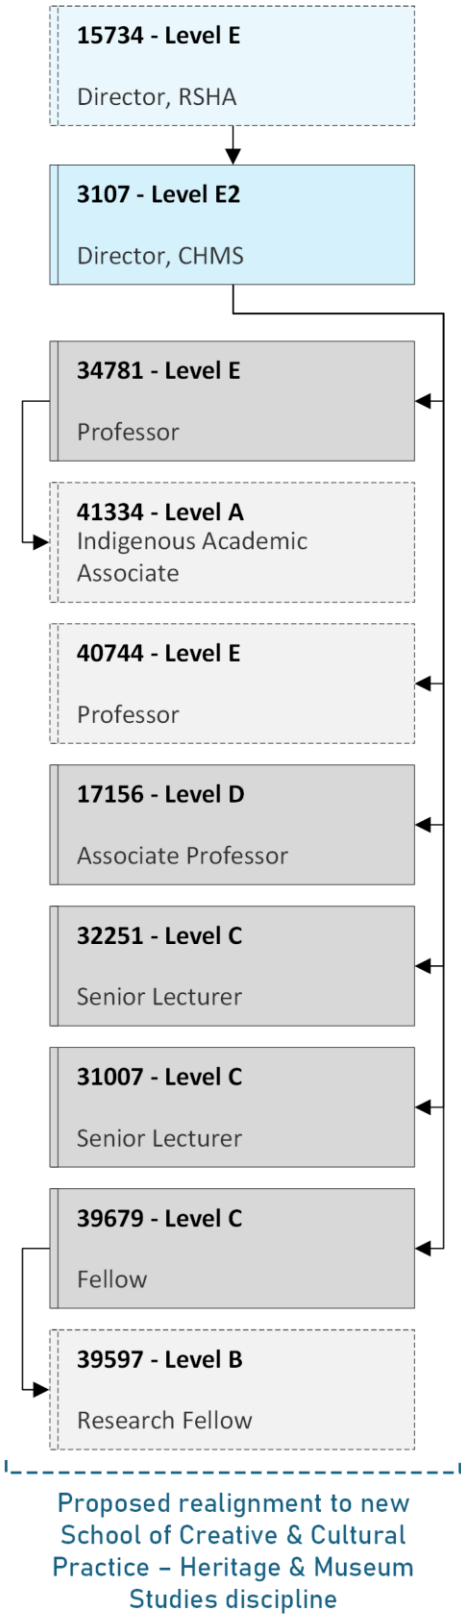 15734 - Level E
Director, RSHA
3107 - Level E2
Director, CHMS
34781 - Level E
Professor
41334 - Level A
Indigenous Academic
Associate
40744 - Level E
Professor
17156 - Level D
Associate Professor
32251 - Level C
Senior Lecturer
31007 - Level C
Senior Lecturer
39679 - Level C
Fellow
39597 - Level B
Research Fellow
Proposed realignment to new
School of Creative & Cultural
Practice – Heritage & Museum
Studies discipline